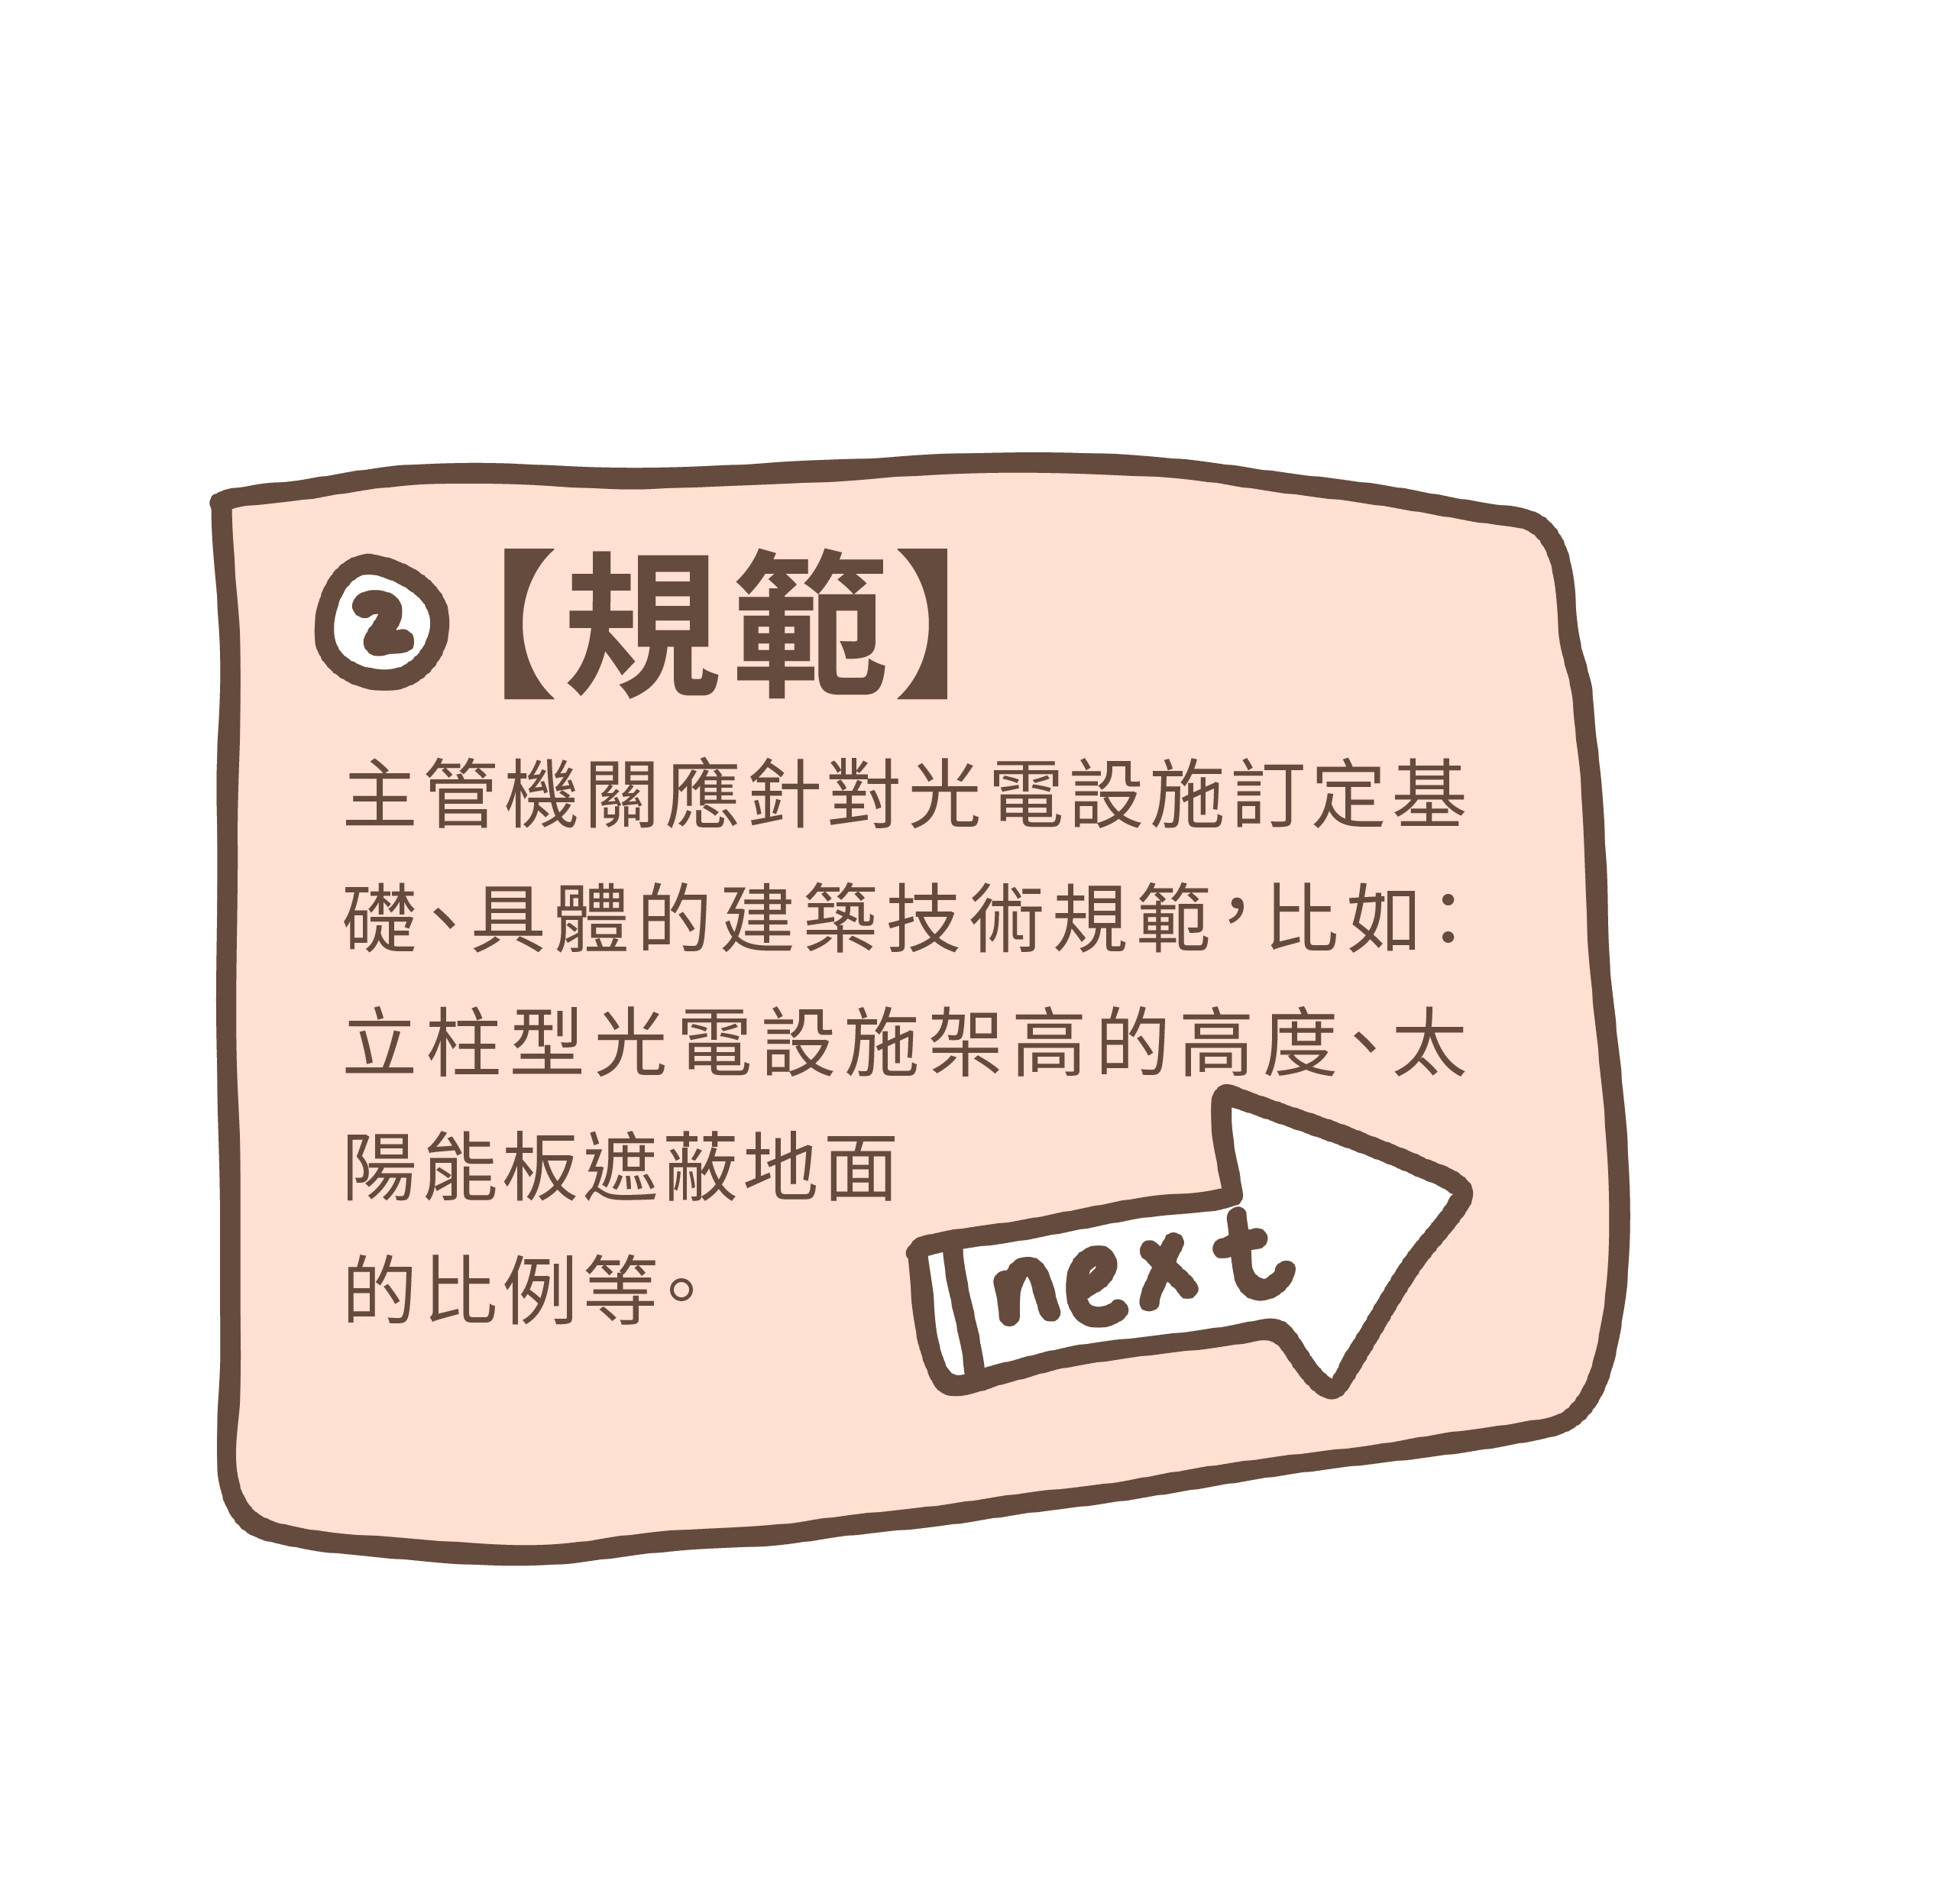 2【規範】
主管機關應針對光電設施訂定基
礎、具體的建築技術規範，比如：
立柱型光電設施架高的高度、太
陽能板遮蔽地面
的比例等。
next